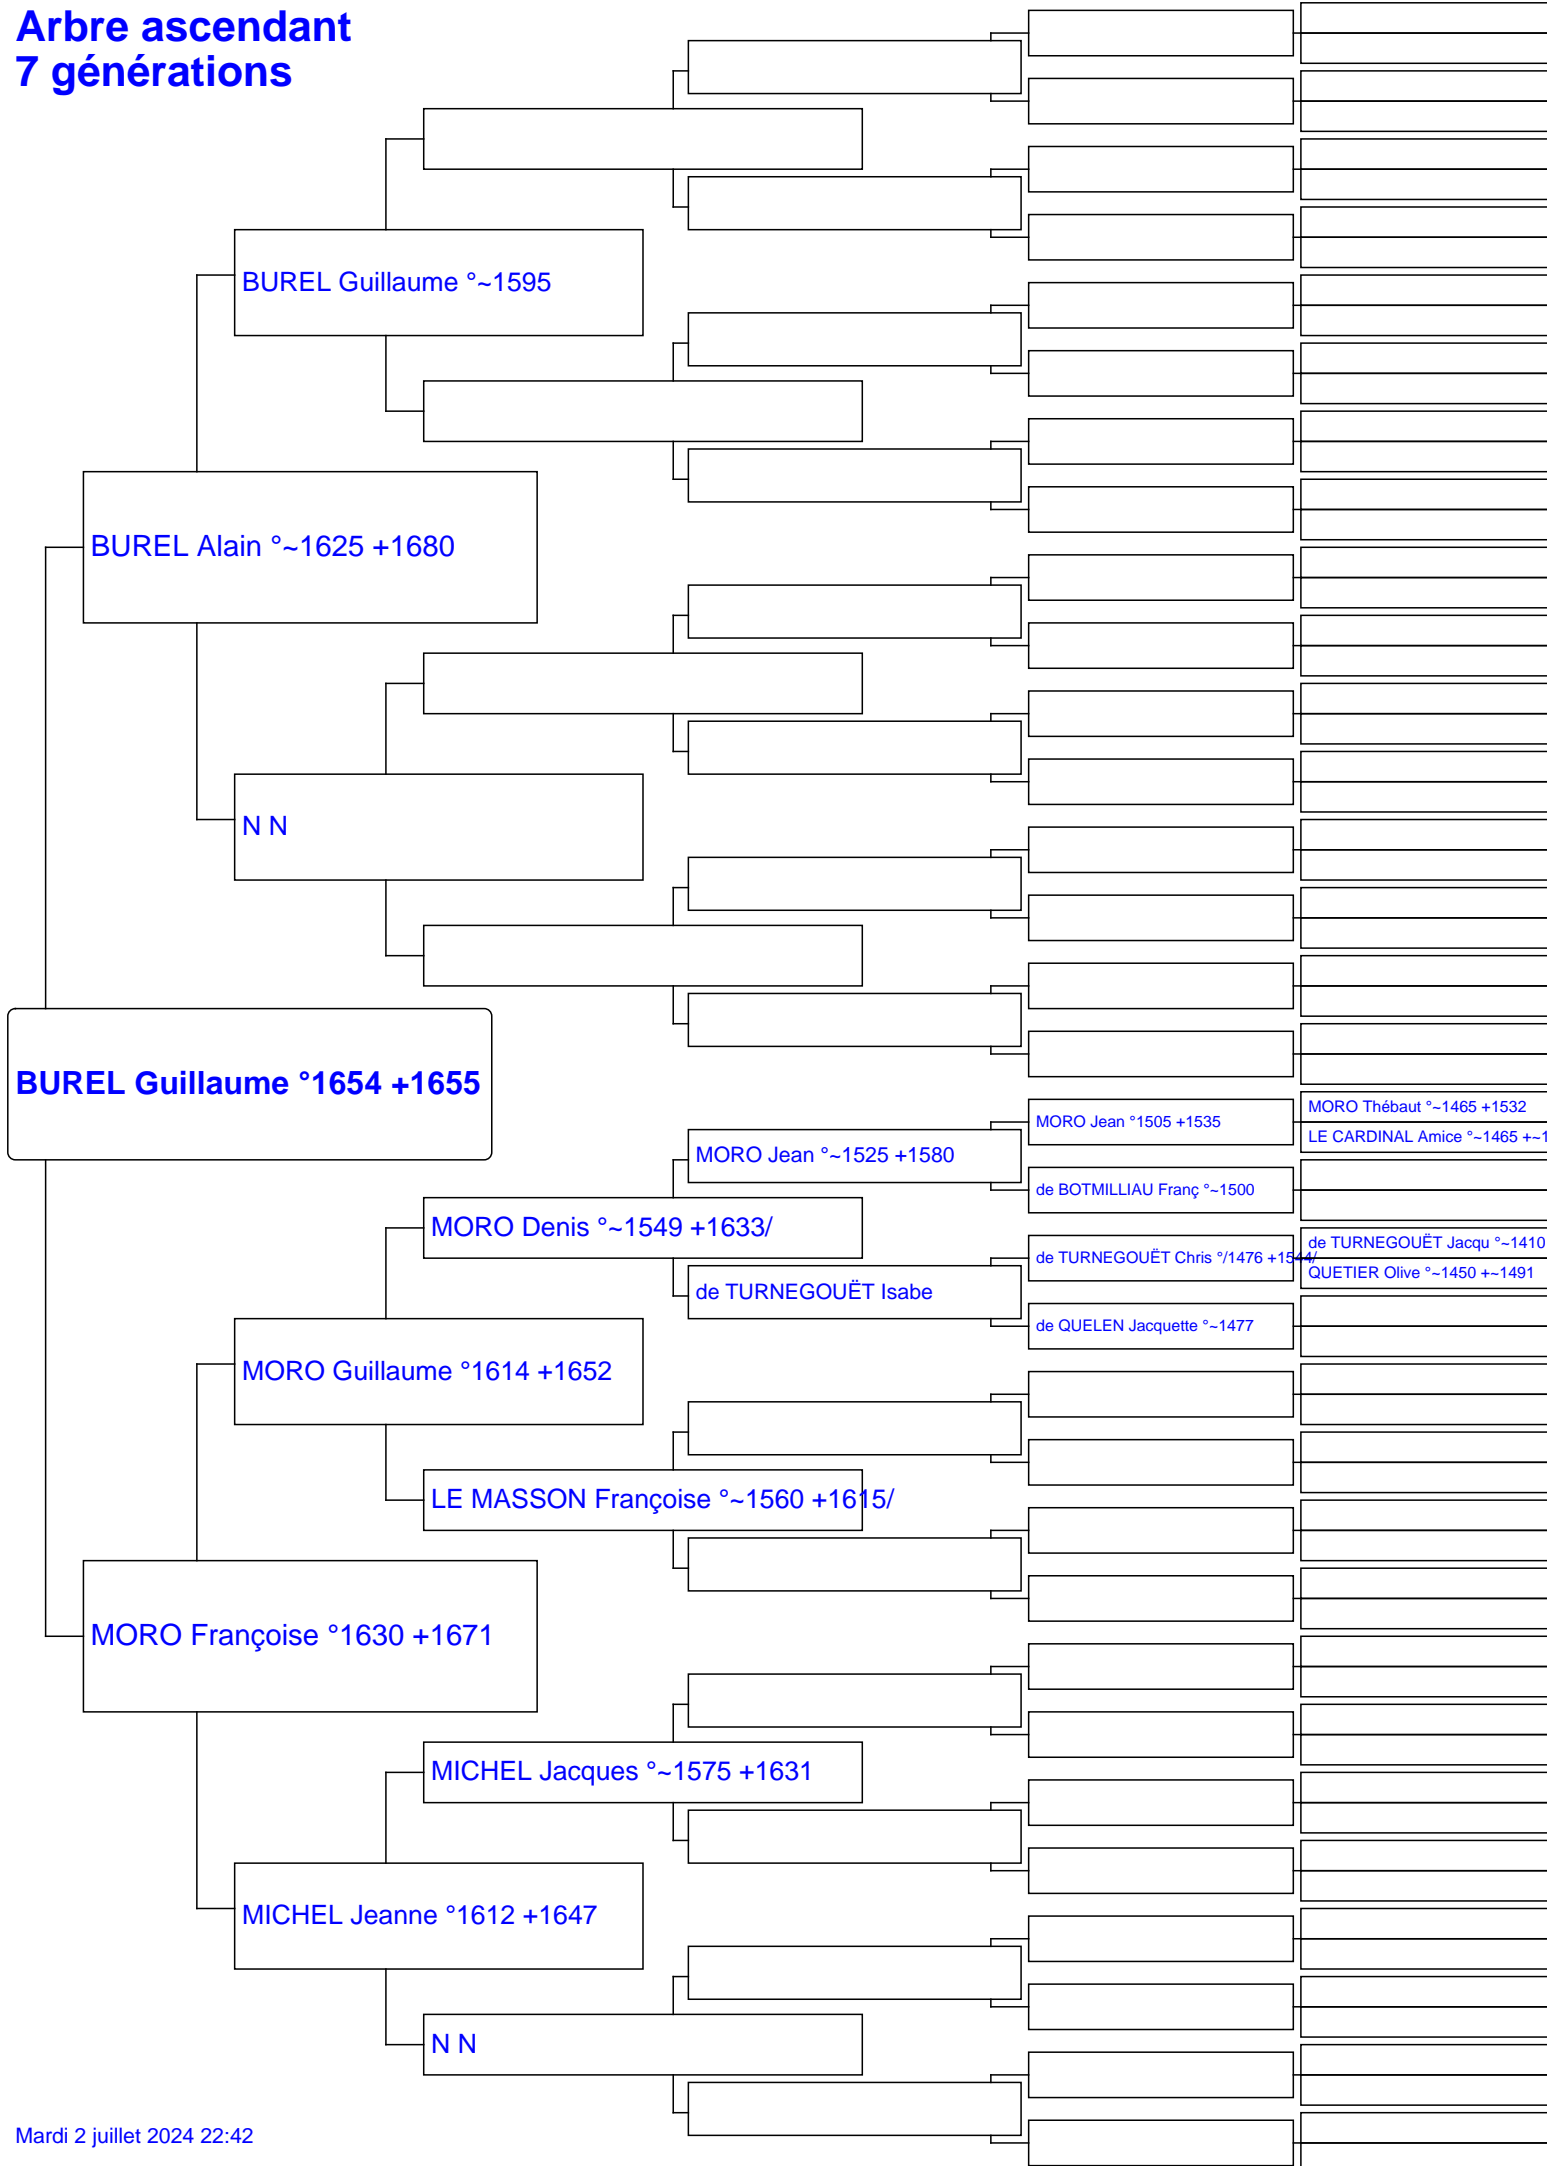 Arbre ascendant
7 générations
BUREL Guillaume °~1595
BUREL Alain °~1625 +1680
N N
BUREL Guillaume °1654 +1655
MORO Thébaut °~1465 +1532
MORO Jean °1505 +1535
LE CARDINAL Amice °~1465 +~1
MORO Jean °~1525 +1580
de BOTMILLIAU Franç °~1500
MORO Denis °~1549 +1633/
de TURNEGOUËT Jacqu °~1410
de TURNEGOUËT Chris °/1476 +1544/
QUETIER Olive °~1450 +~1491
de TURNEGOUËT Isabe
de QUELEN Jacquette °~1477
MORO Guillaume °1614 +1652
LE MASSON Françoise °~1560 +1615/
MORO Françoise °1630 +1671
MICHEL Jacques °~1575 +1631
MICHEL Jeanne °1612 +1647
N N
Mardi 2 juillet 2024 22:42